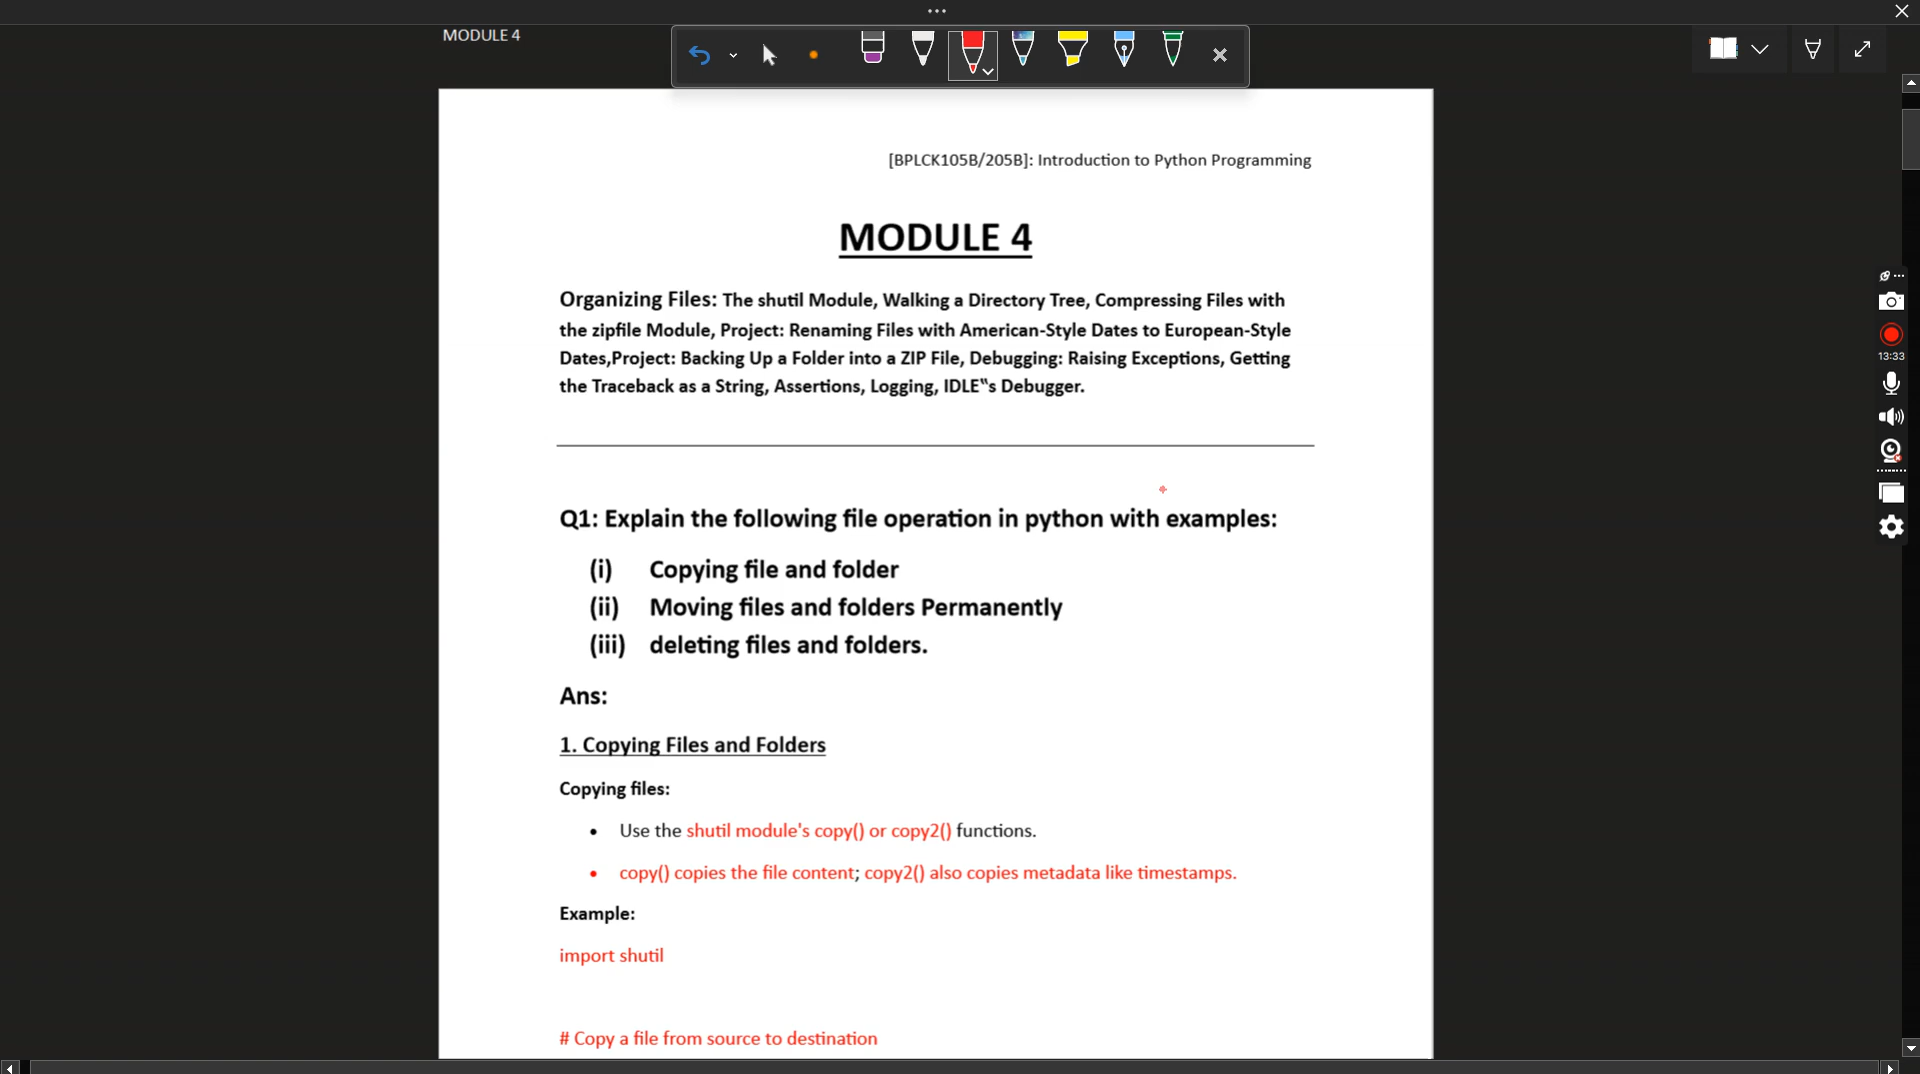 MODULE 4
[BPLCK105B/205B]: Introduction to Python Programming
MODULE 4
Organizing Files: The shutil Module, Walking a Directory Tree, Compressing Files with
the zipfile Module, Project: Renaming Files with American-Style Dates to European-Style
Dates,Project: Backing Up a Folder into a ZIP File, Debugging: Raising Exceptions, Getting
the Traceback as a String, Assertions, Logging, IDLE‟s Debugger.
Q1: Explain the following file operation in python with examples:
(i) Copying file and folder
(ii) Moving files and folders Permanently
(iii) deleting files and folders.
Ans:
1. Copying Files and Folders
Copying files:
• Use the shutil module's copy() or copy2() functions.
• copy() copies the file content; copy2() also copies metadata like timestamps.
Example:
import shutil
# Copy a file from source to destination
13:33